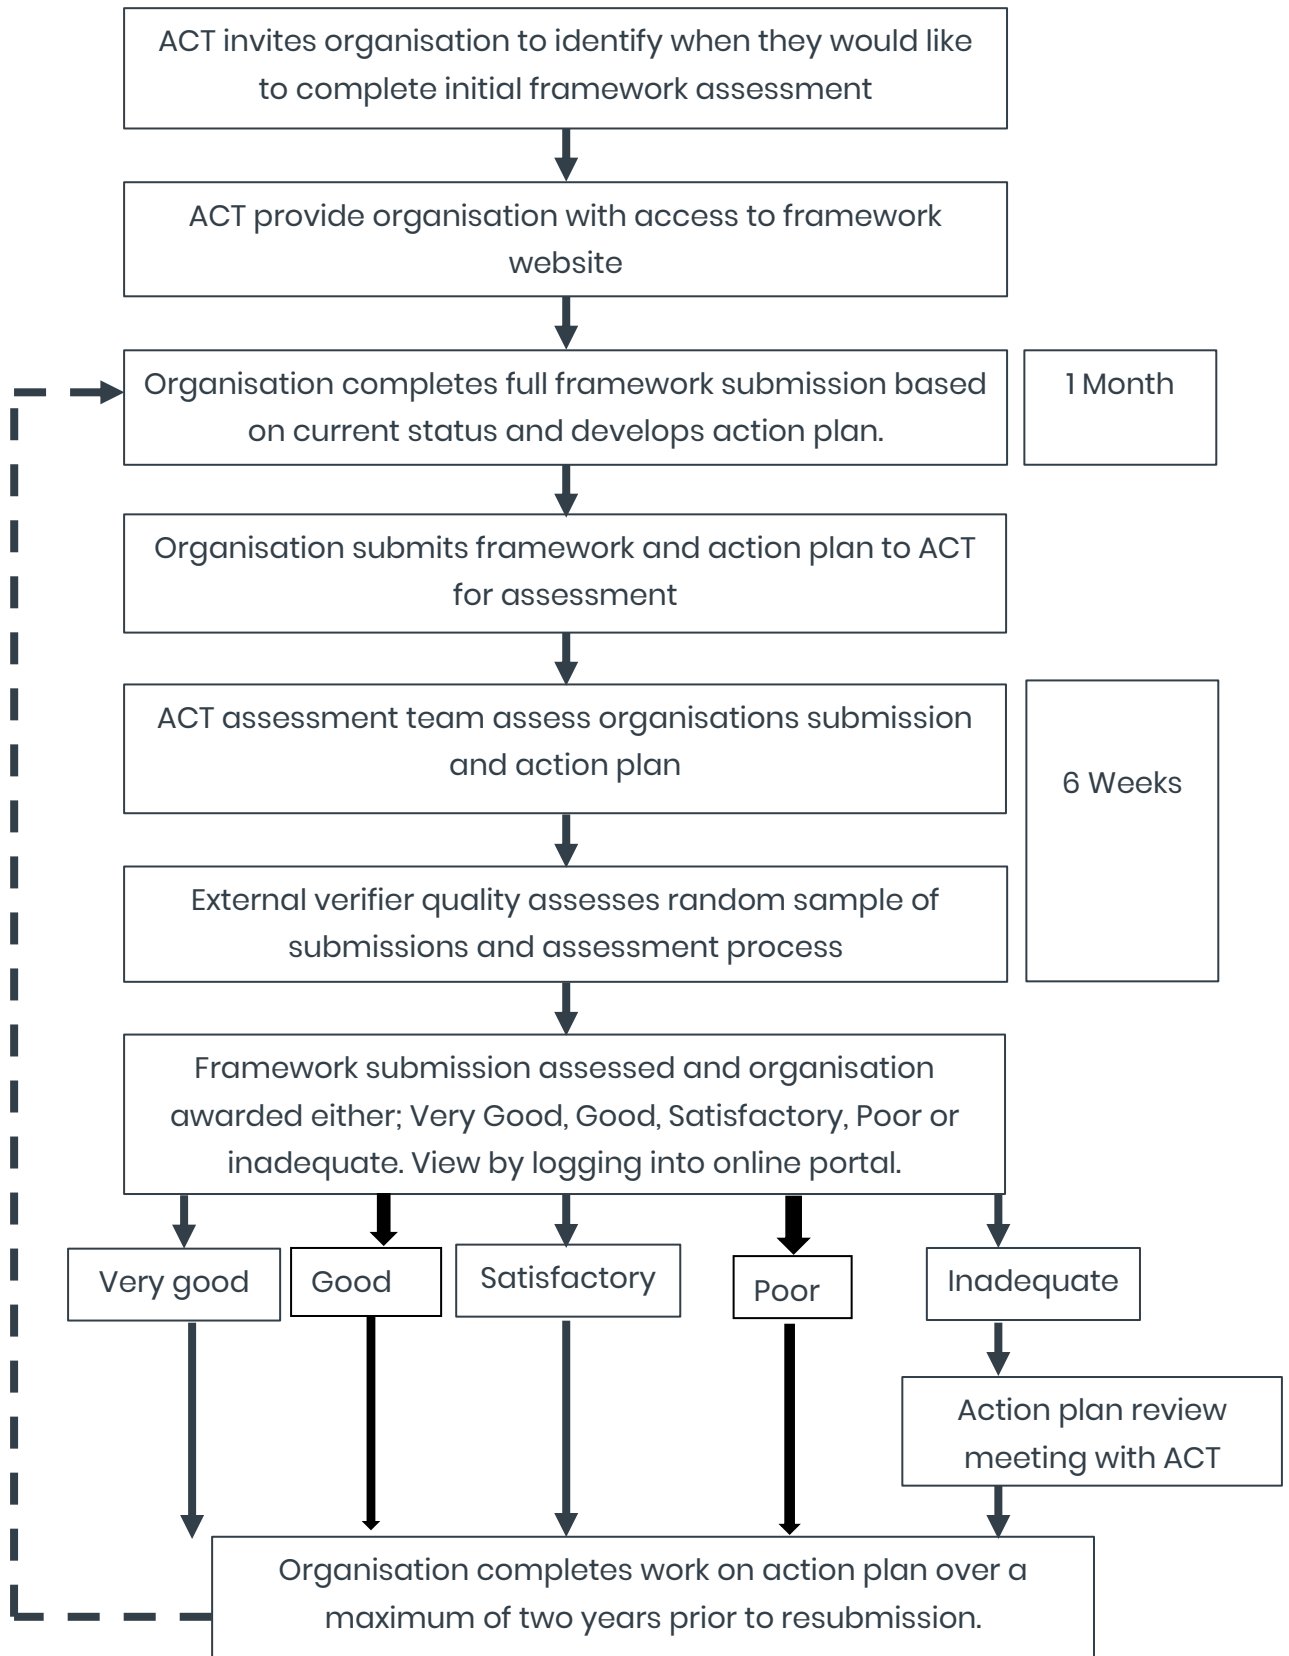 ACT invites organisation to identify when they would like
to complete initial framework assessment
ACT provide organisation with access to framework
website
Organisation completes full framework submission based
on current status and develops action plan.
1 Month
Organisation submits framework and action plan to ACT
for assessment
ACT assessment team assess organisations submission
and action plan
6 Weeks
External verifier quality assesses random sample of
submissions and assessment process
Framework submission assessed and organisation
awarded either; Very Good, Good, Satisfactory, Poor or
inadequate. View by logging into online portal.
Very good
Good
Satisfactory
Poor
Inadequate
Action plan review
meeting with ACT
Organisation completes work on action plan over a
maximum of two years prior to resubmission.